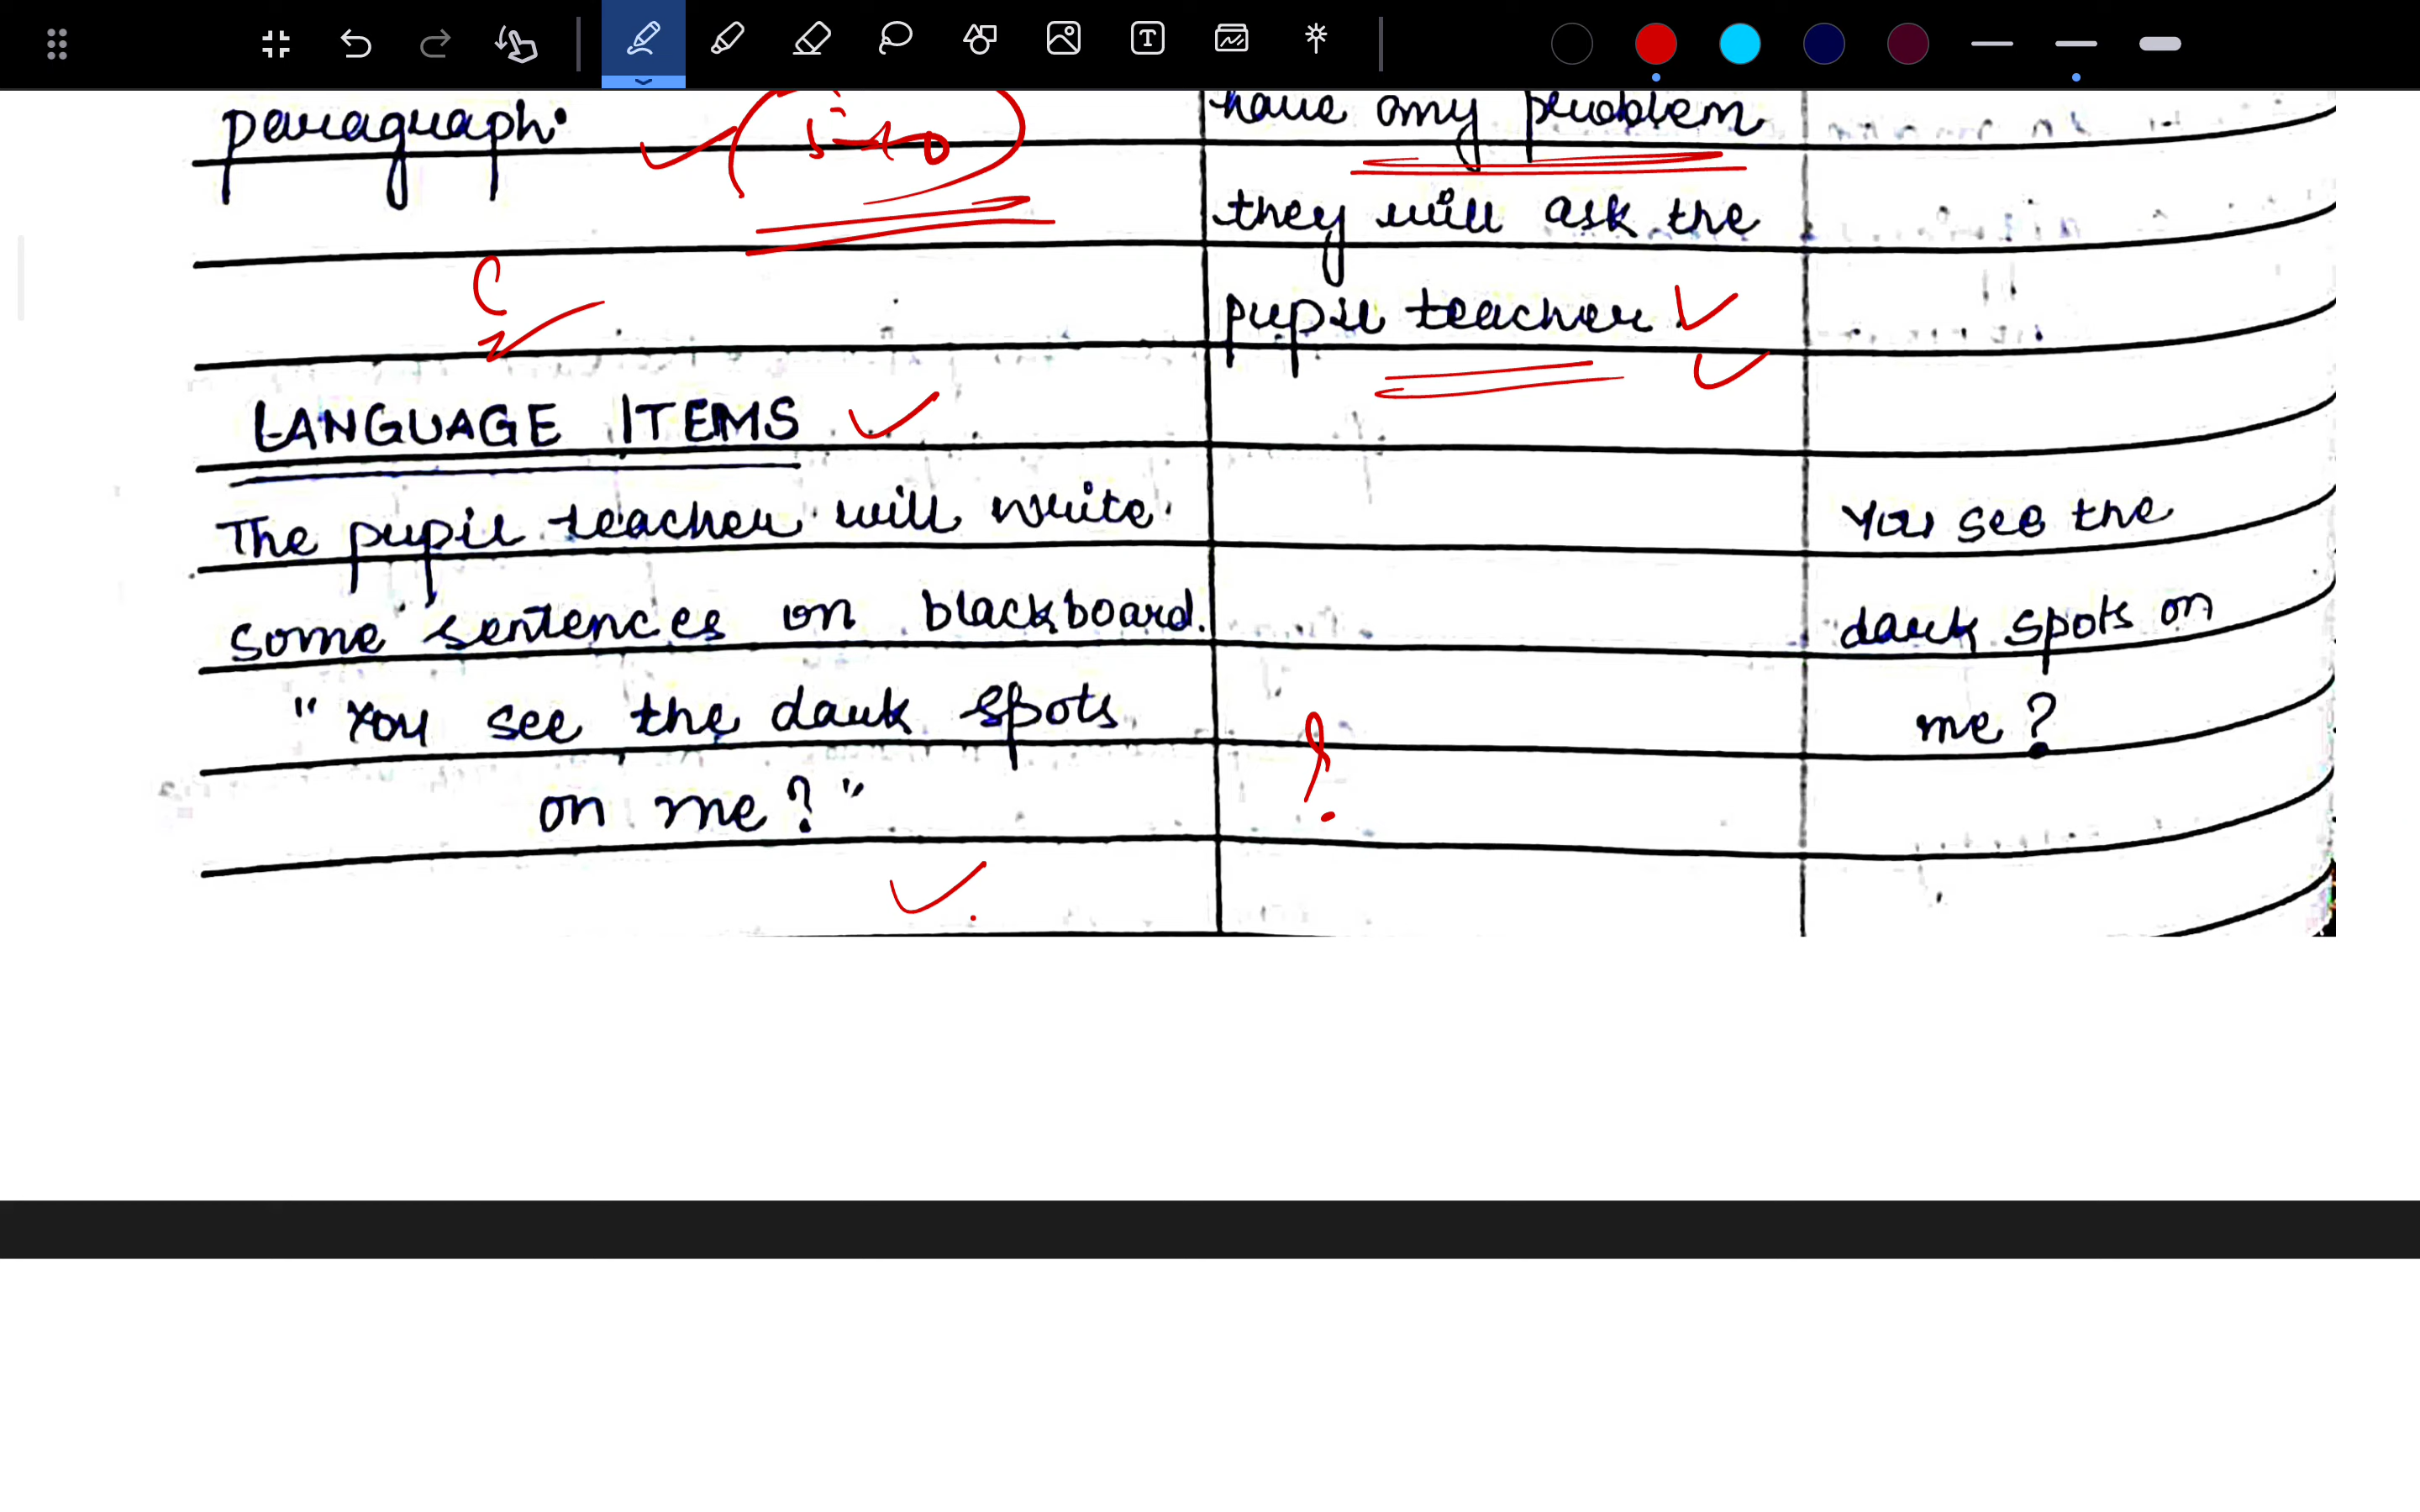 paragraph.
have any problem
they will ask the
pupil teacher.
LANGUAGE ITEMS
The pupil teacher will write
some sentences on blackboard.
"You see the dark spots
on me?"
You see the
dark spots on
me?